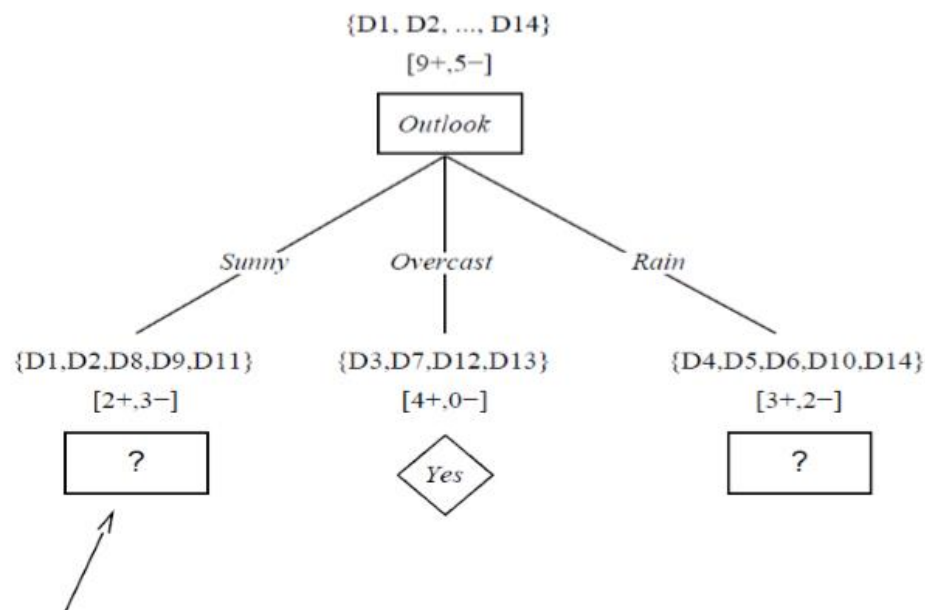 {D1, D2, ..., D14}
[9+,5−]
Outlook
Sunny Overcast Rain
{D1,D2,D8,D9,D11} {D3,D7,D12,D13} {D4,D5,D6,D10,D14}
[2+,3−] [4+,0−] [3+,2−]
? Yes ?